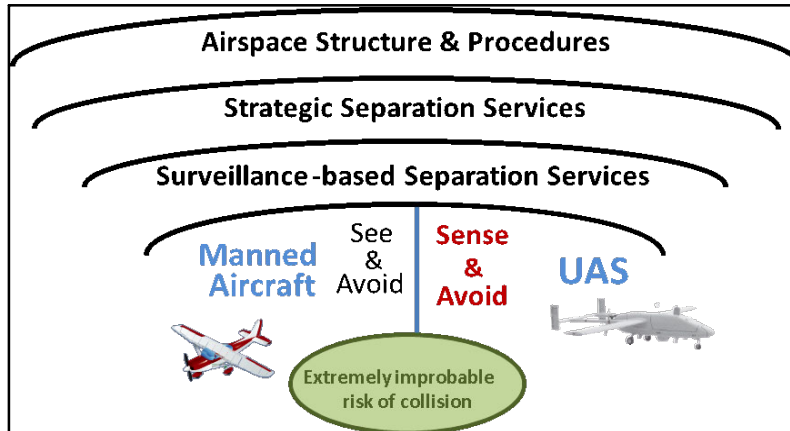 Airspace Structure & Procedures
Strategic Separation Services
Surveillance-based Separation Services
Manned
Aircraft
See
&
Avoid
Sense
&
Avoid
UAS
Extremely improbable
risk of collision